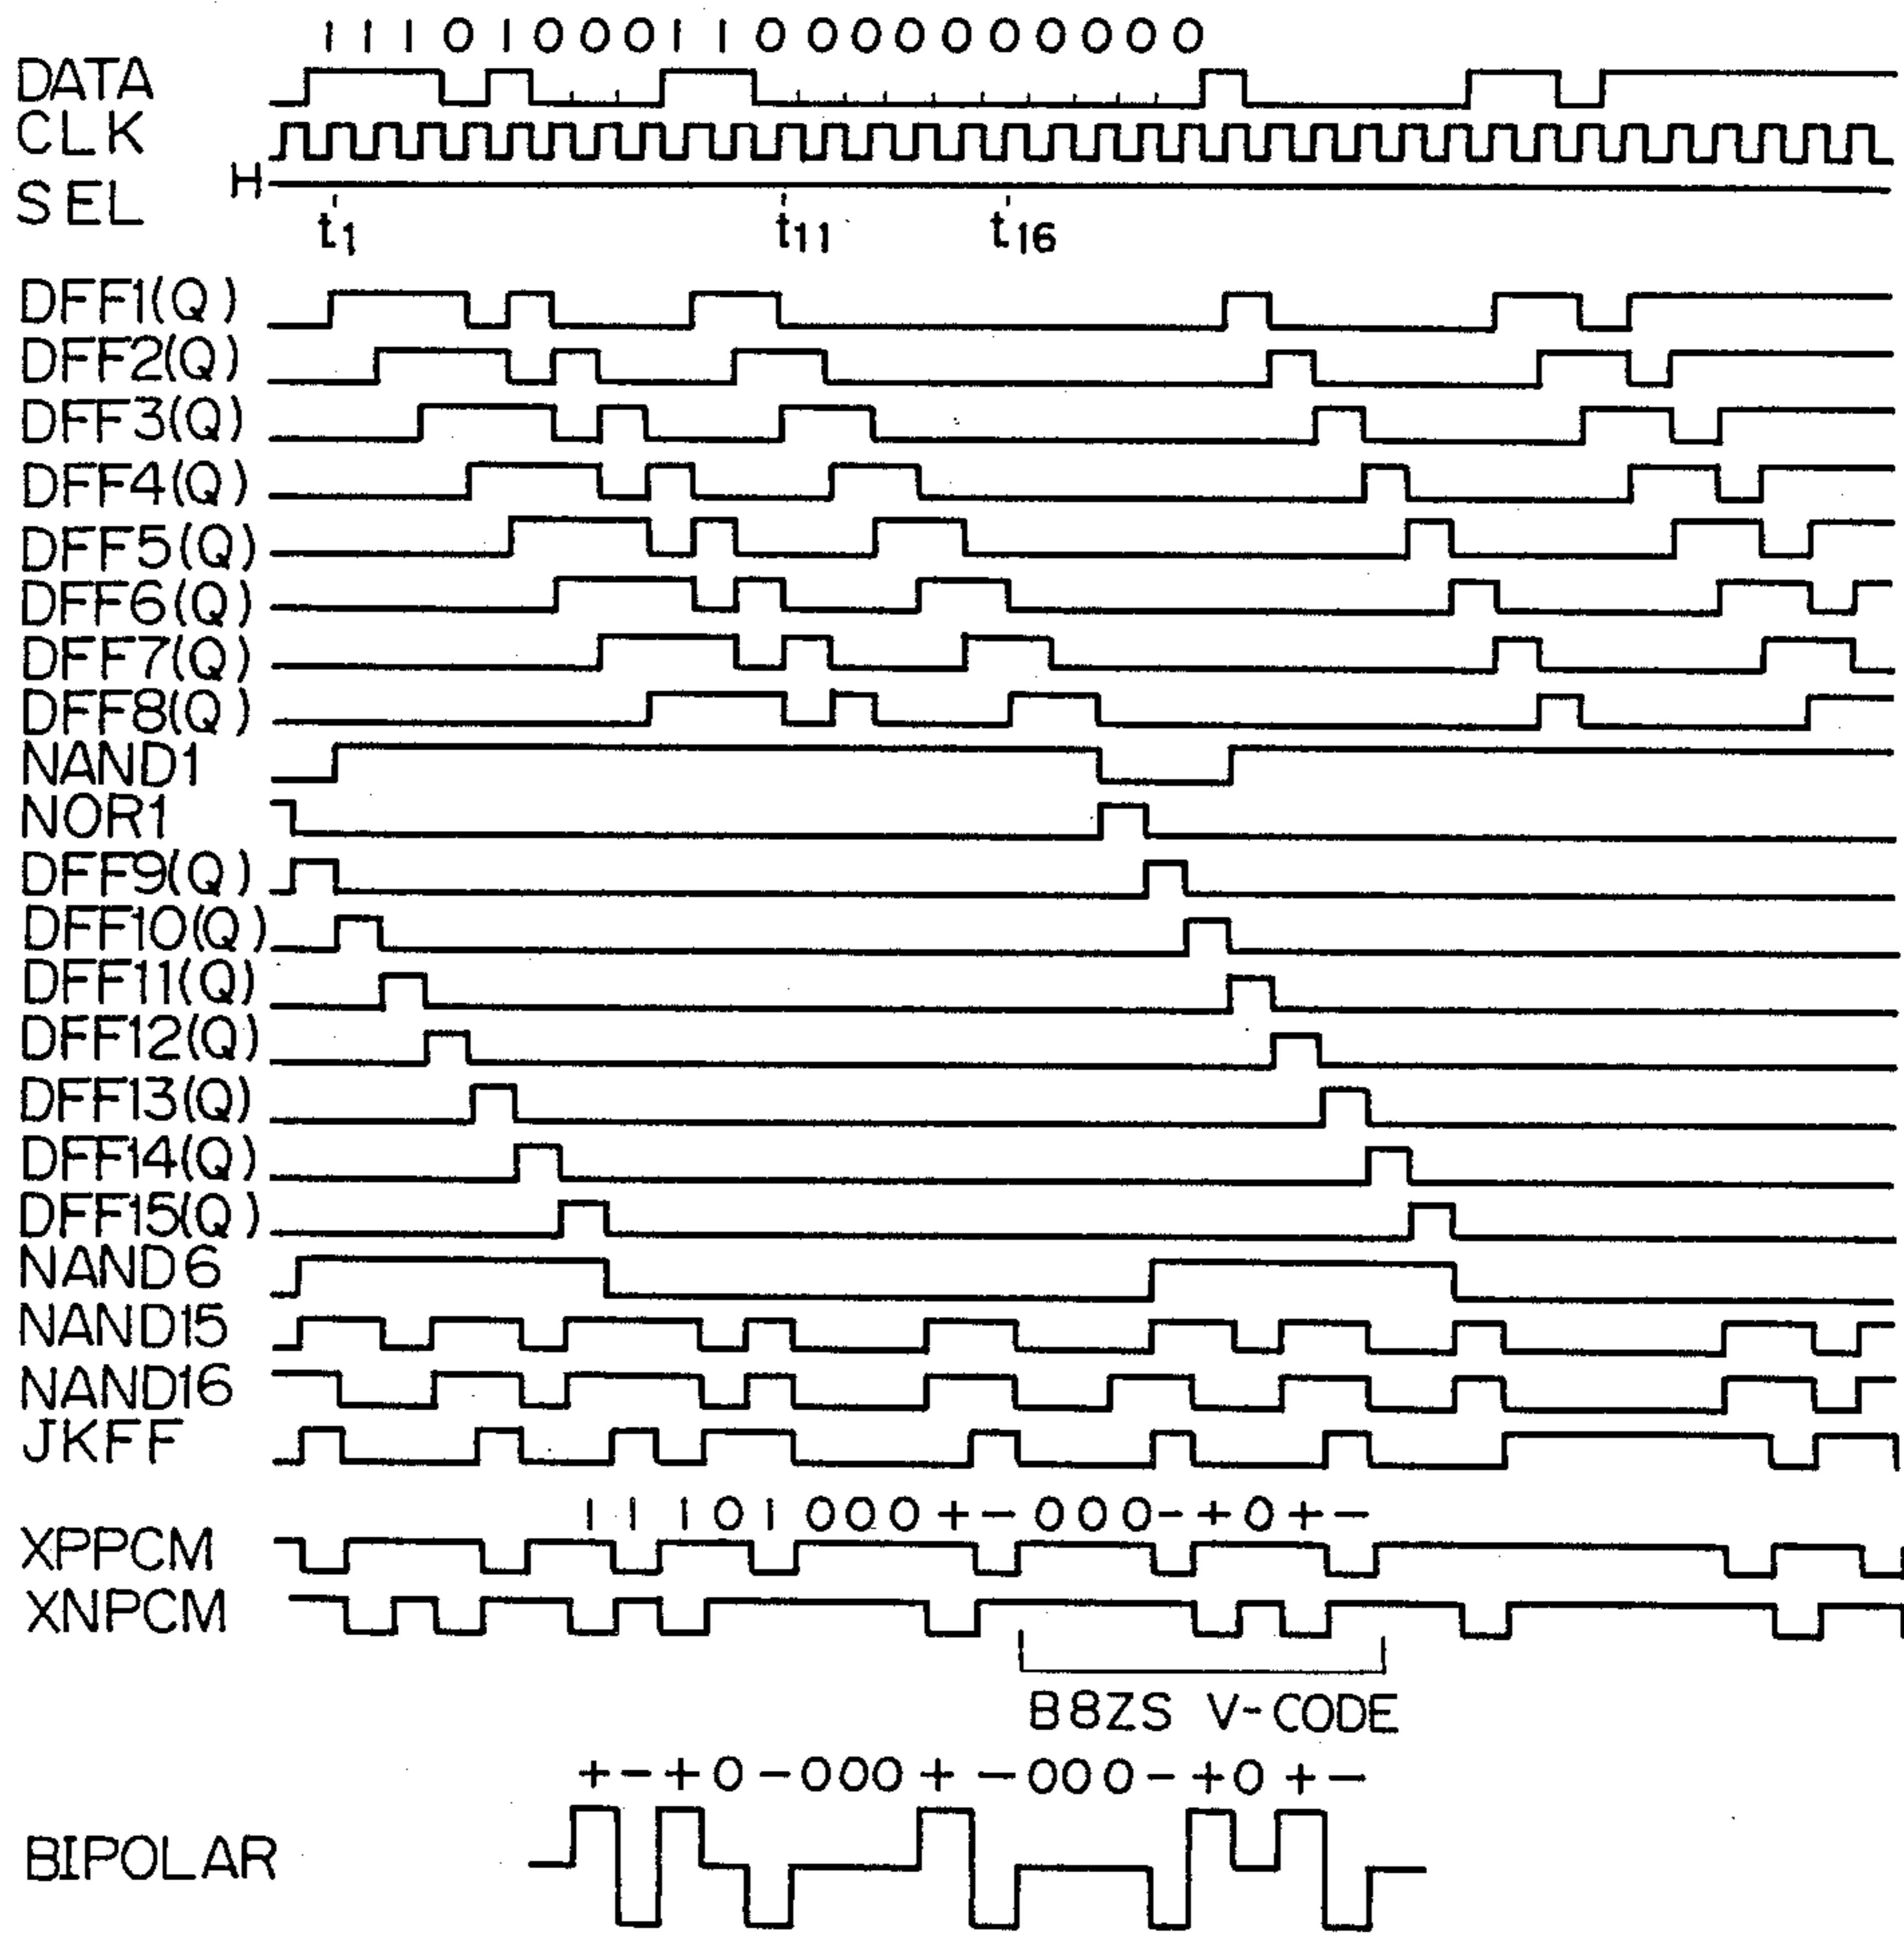 1 1 1 0 1 0 0 0 1 1 0 0 0 0 0 0 0 0 0 0
DATA
CLK
H
SEL
t1 t11 t16
DFF1(Q)
DFF2(Q)
DFF3(Q)
DFF4(Q)
DFF5(Q)
DFF6(Q)
DFF7(Q)
DFF8(Q)
NAND1
NOR1
DFF9(Q)
DFF10(Q)
DFF11(Q)
DFF12(Q)
DFF13(Q)
DFF14(Q)
DFF15(Q)
NAND6
NAND15
NAND16
JKFF
1 1 1 0 1 0 0 0 + - 0 0 0 - + 0 + -
XPPCM
XNPCM
B8ZS V-CODE
+ - + 0 - 0 0 0 + - 0 0 0 - + 0 + -
BIPOLAR